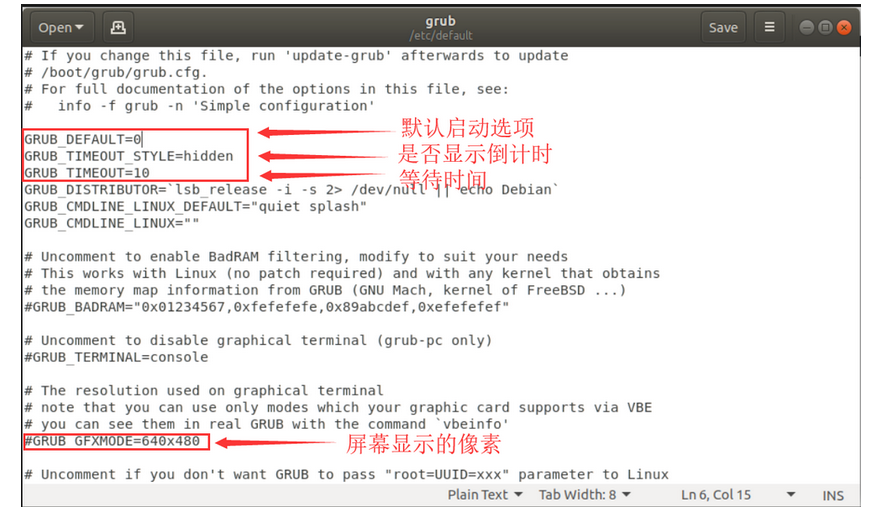 Open
grub
/etc/default
Save
# If you change this file, run 'update-grub' afterwards to update
# /boot/grub/grub.cfg.
# For full documentation of the options in this file, see:
#   info -f grub -n 'Simple configuration'
GRUB_DEFAULT=0 默认启动选项
GRUB_TIMEOUT_STYLE=hidden 是否显示倒计时
GRUB_TIMEOUT=10 等待时间
GRUB_DISTRIBUTOR=`lsb_release -i -s 2> /dev/null || echo Debian`
GRUB_CMDLINE_LINUX_DEFAULT="quiet splash"
GRUB_CMDLINE_LINUX=""
# Uncomment to enable BadRAM filtering, modify to suit your needs
# This works with Linux (no patch required) and with any kernel that obtains
# the memory map information from GRUB (GNU Mach, kernel of FreeBSD ...)
#GRUB_BADRAM="0x01234567,0xfefefefe,0x89abcdef,0xefefefef"
# Uncomment to disable graphical terminal (grub-pc only)
#GRUB_TERMINAL=console
# The resolution used on graphical terminal
# note that you can use only modes which your graphic card supports via VBE
# you can see them in real GRUB with the command `vbeinfo'
#GRUB_GFXMODE=640x480 屏幕显示的像素
# Uncomment if you don't want GRUB to pass "root=UUID=xxx" parameter to Linux
Plain Text Tab Width: 8 Ln 6, Col 15 INS